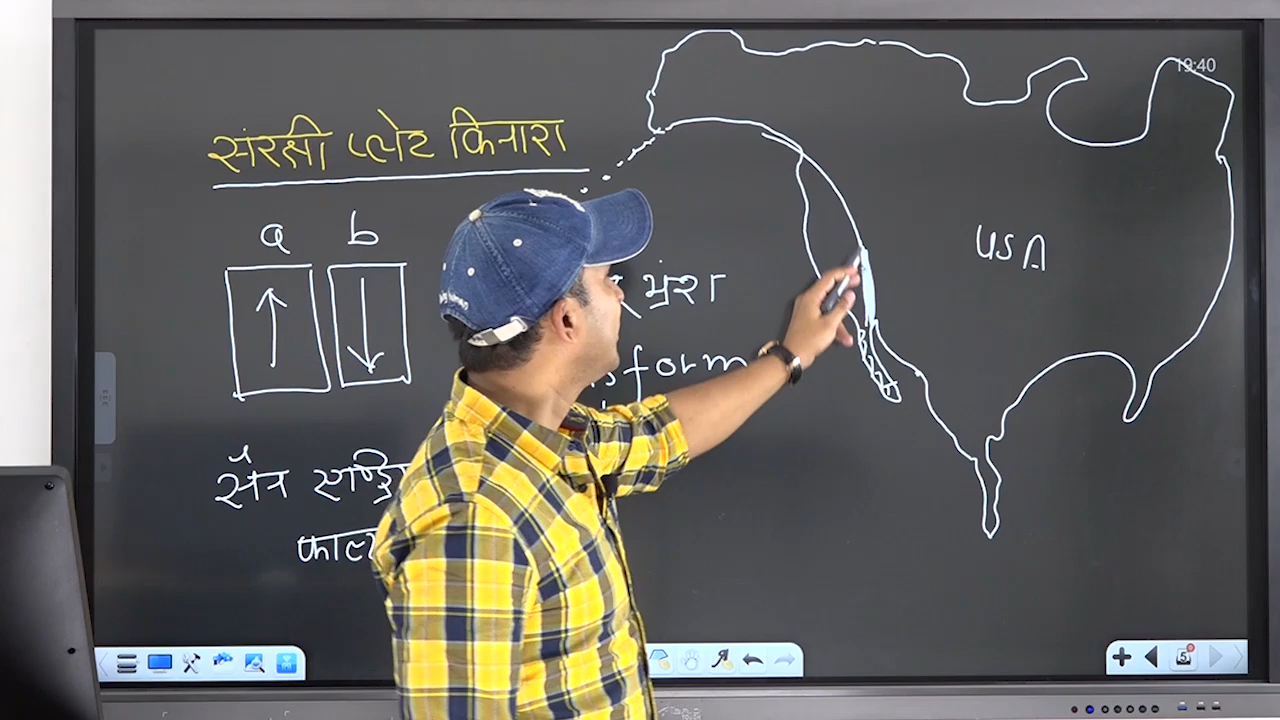 19:40
संरक्षी प्लेट किनारा
a b
USA
भ्रंश
sform
सैन